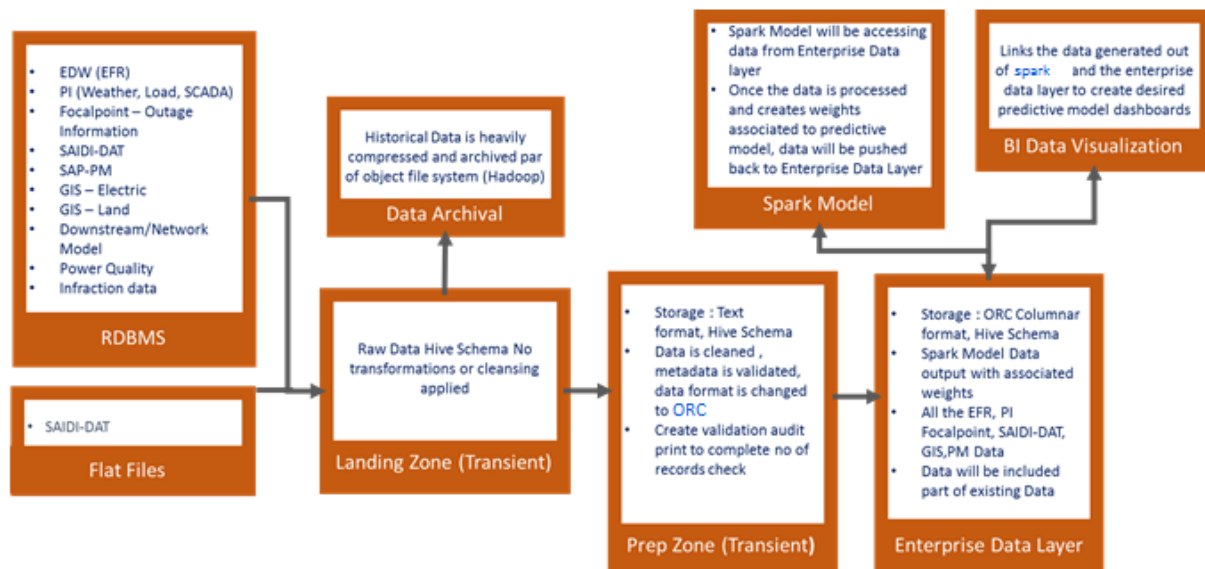 EDW (EFR)
PI (Weather, Load, SCADA)
Focalpoint – Outage
Information
SAIDI-DAT
SAP-PM
GIS – Electric
GIS – Land
Downstream/Network
Model
Power Quality
Infraction data
RDBMS
SAIDI-DAT
Flat Files
Historical Data is heavily
compressed and archived par
of object file system (Hadoop)
Data Archival
Raw Data Hive Schema No
transformations or cleansing
applied
Landing Zone (Transient)
Spark Model will be accessing
data from Enterprise Data
layer
Once the data is processed
and creates weights
associated to predictive
model, data will be pushed
back to Enterprise Data Layer
Spark Model
Links the data generated out
of spark and the enterprise
data layer to create desired
predictive model dashboards
BI Data Visualization
Storage : Text
format, Hive Schema
Data is cleaned ,
metadata is validated,
data format is changed
to ORC
Create validation audit
print to complete no of
records check
Prep Zone (Transient)
Storage : ORC Columnar
format, Hive Schema
Spark Model Data
output with associated
weights
All the EFR, PI
Focalpoint, SAIDI-DAT,
GIS,PM Data
Data will be included
part of existing Data
Enterprise Data Layer